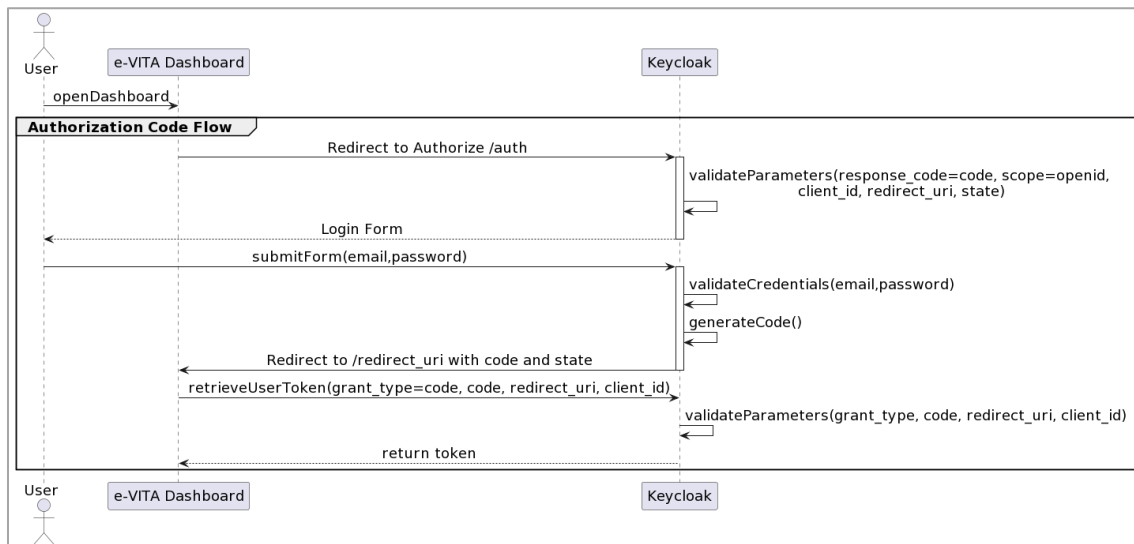 User
e-VITA Dashboard
Keycloak
openDashboard
Authorization Code Flow
Redirect to Authorize /auth
validateParameters(response_code=code, scope=openid,
client_id, redirect_uri, state)
Login Form
submitForm(email,password)
validateCredentials(email,password)
generateCode()
Redirect to /redirect_uri with code and state
retrieveUserToken(grant_type=code, code, redirect_uri, client_id)
validateParameters(grant_type, code, redirect_uri, client_id)
return token
User
e-VITA Dashboard
Keycloak